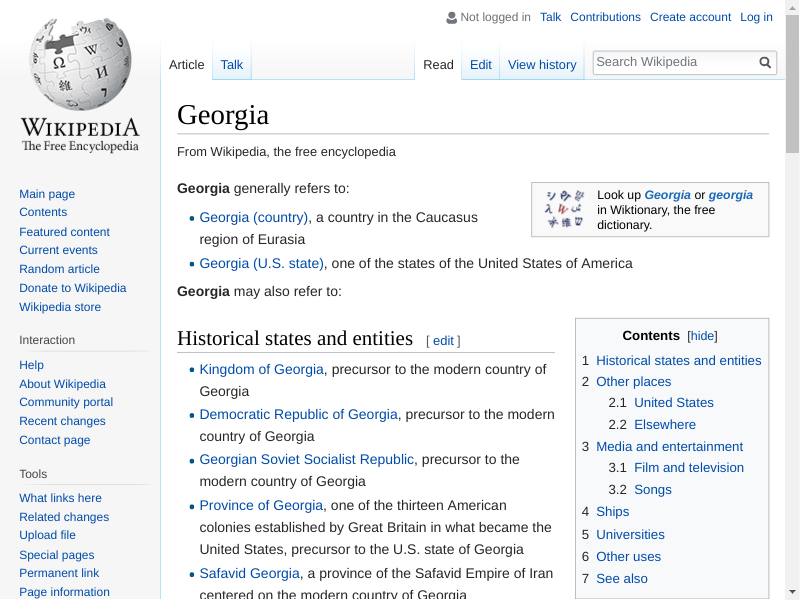 Not logged in Talk Contributions Create account Log in
Article Talk Read Edit View history Search Wikipedia
WIKIPEDIA
The Free Encyclopedia
Main page
Contents
Featured content
Current events
Random article
Donate to Wikipedia
Wikipedia store
Interaction
Help
About Wikipedia
Community portal
Recent changes
Contact page
Tools
What links here
Related changes
Upload file
Special pages
Permanent link
Page information
Georgia
From Wikipedia, the free encyclopedia
Look up Georgia or georgia
in Wiktionary, the free
dictionary.
Georgia generally refers to:
Georgia (country), a country in the Caucasus
region of Eurasia
Georgia (U.S. state), one of the states of the United States of America
Georgia may also refer to:
Contents [hide]
1 Historical states and entities
2 Other places
2.1 United States
2.2 Elsewhere
3 Media and entertainment
3.1 Film and television
3.2 Songs
4 Ships
5 Universities
6 Other uses
7 See also
Historical states and entities [ edit ]
Kingdom of Georgia, precursor to the modern country of
Georgia
Democratic Republic of Georgia, precursor to the modern
country of Georgia
Georgian Soviet Socialist Republic, precursor to the
modern country of Georgia
Province of Georgia, one of the thirteen American
colonies established by Great Britain in what became the
United States, precursor to the U.S. state of Georgia
Safavid Georgia, a province of the Safavid Empire of Iran
centered on the modern country of Georgia